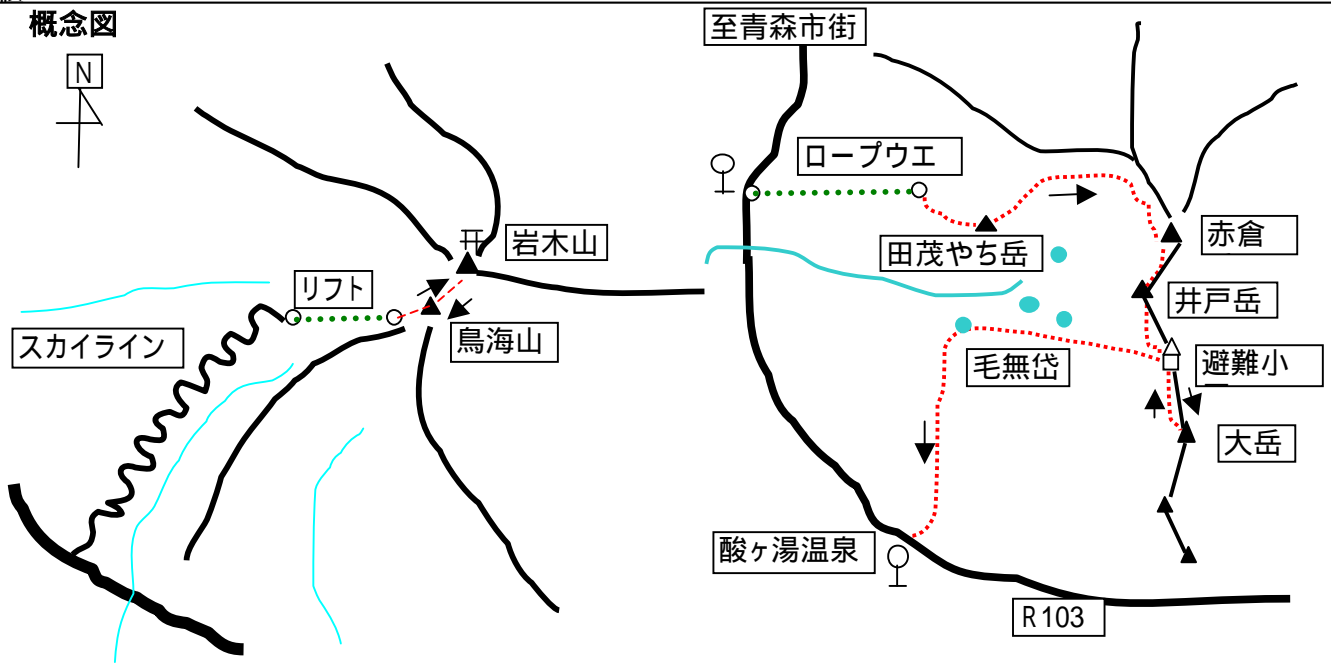 概念図
N
岩木山
リフト
鳥海山
スカイライン
至青森市街
ロープウエ
田茂やち岳
赤倉
井戸岳
毛無岱
避難小
大岳
酸ヶ湯温泉
R103